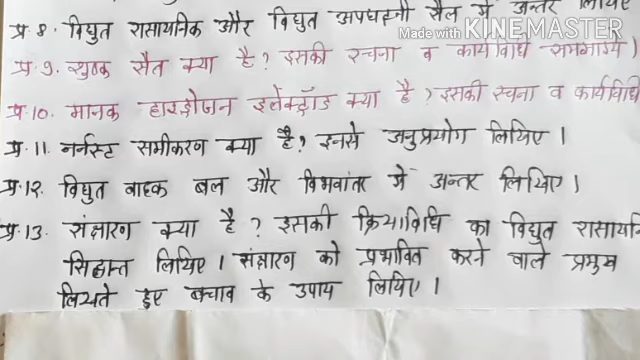 प्र.8. विद्युत रासायनिक और विद्युत अपघटनी सैल में अन्तर लिखिए
Made with KINEMASTER
प्र.9. शुष्क सैल क्या है? इसकी रचना व कार्यविधि समझाइये)
प्र.10. मानक हाइड्रोजन इलेक्ट्रॉड क्या है? इसकी रचना व कार्यविधि
प्र.11. नर्नस्ट समीकरण क्या है? इनसे अनुप्रयोग लिखिए।
प्र.12. विद्युत वाहक बल और विभवांतर में अन्तर लिखिए।
प्र.13. संक्षारण क्या है? इसकी क्रियाविधि का विद्युत रासायनि
सिद्धान्त लिखिए। संक्षारण को प्रभावित करने वाले प्रमुख
लिखते हुए बचाव के उपाय लिखिए।